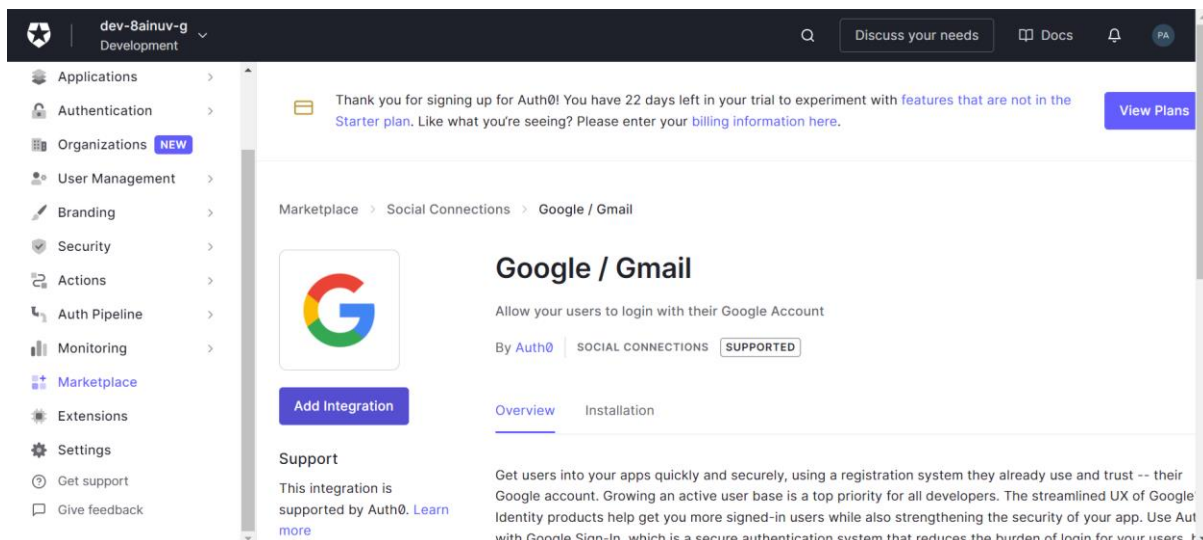 dev-8ainuv-g
Development
Discuss your needs
Docs
PA
Applications
Authentication
Organizations NEW
User Management
Branding
Security
Actions
Auth Pipeline
Monitoring
Marketplace
Extensions
Settings
Get support
Give feedback
Thank you for signing up for Auth0! You have 22 days left in your trial to experiment with features that are not in the
Starter plan. Like what you're seeing? Please enter your billing information here.
View Plans
Marketplace > Social Connections > Google / Gmail
Add Integration
Support
This integration is
supported by Auth0. Learn
more
Google / Gmail
Allow your users to login with their Google Account
By Auth0 SOCIAL CONNECTIONS SUPPORTED
Overview Installation
Get users into your apps quickly and securely, using a registration system they already use and trust -- their
Google account. Growing an active user base is a top priority for all developers. The streamlined UX of Google'
Identity products help get you more signed-in users while also strengthening the security of your app. Use Aut
with Google Sign-In, which is a secure authentication system that reduces the burden of login for your users,